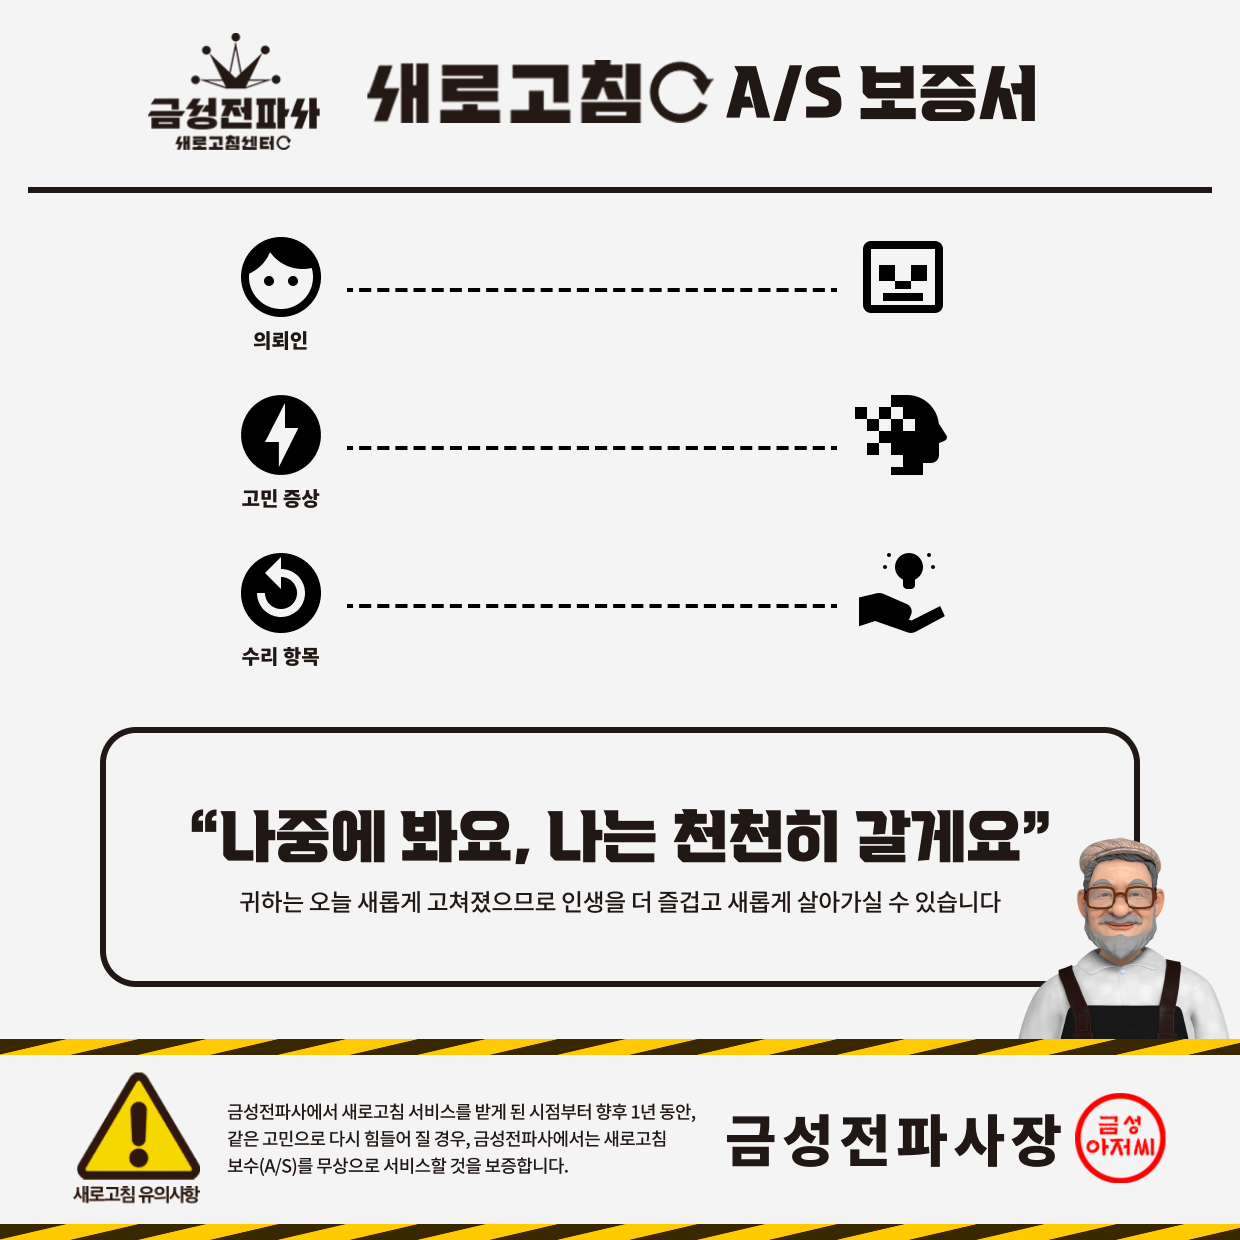 금성전파사
새로고침센터
새로고침 A/S 보증서
의뢰인
고민 증상
수리 항목
“나중에 봐요, 나는 천천히 갈게요”
귀하는 오늘 새롭게 고쳐졌으므로 인생을 더 즐겁고 새롭게 살아가실 수 있습니다
새로고침 유의사항
금성전파사에서 새로고침 서비스를 받게 된 시점부터 향후 1년 동안,
같은 고민으로 다시 힘들어 질 경우, 금성전파사에서는 새로고침
보수(A/S)를 무상으로 서비스할 것을 보증합니다.
금성전파사장
금성
아저씨